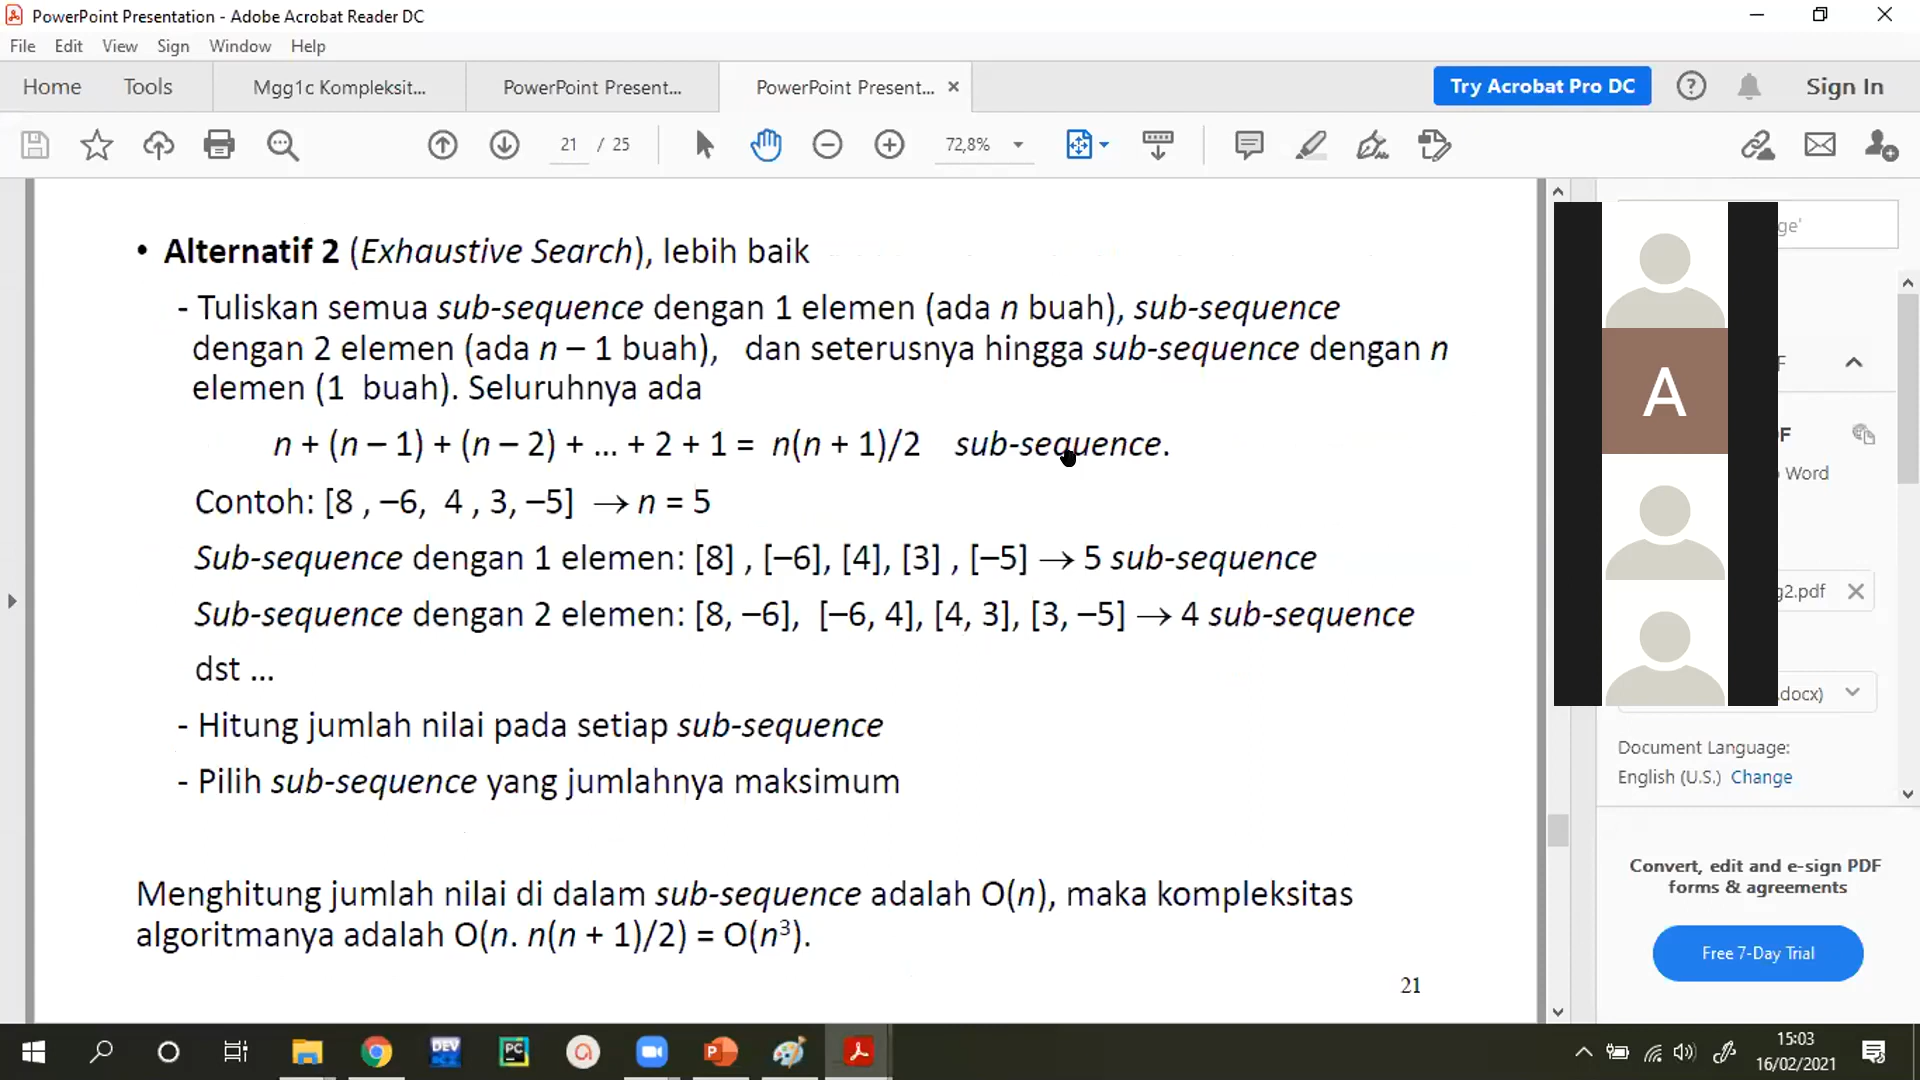 PowerPoint Presentation - Adobe Acrobat Reader DC
File Edit View Sign Window Help
Home Tools Mgg1c Kompleksit... PowerPoint Present... PowerPoint Present... ×
Try Acrobat Pro DC ? Sign In
21 / 25 72,8%
• Alternatif 2 (Exhaustive Search), lebih baik
- Tuliskan semua sub-sequence dengan 1 elemen (ada n buah), sub-sequence
dengan 2 elemen (ada n – 1 buah), dan seterusnya hingga sub-sequence dengan n
elemen (1 buah). Seluruhnya ada
n + (n – 1) + (n – 2) + ... + 2 + 1 = n(n + 1)/2 sub-sequence.
Contoh: [8 , –6, 4 , 3, –5] → n = 5
Sub-sequence dengan 1 elemen: [8] , [–6], [4], [3] , [–5] → 5 sub-sequence
Sub-sequence dengan 2 elemen: [8, –6], [–6, 4], [4, 3], [3, –5] → 4 sub-sequence
dst ...
- Hitung jumlah nilai pada setiap sub-sequence
- Pilih sub-sequence yang jumlahnya maksimum
Menghitung jumlah nilai di dalam sub-sequence adalah O(n), maka kompleksitas
algoritmanya adalah O(n. n(n + 1)/2) = O(n³).
21
A
ge'
F
DF
Word
g2.pdf
.docx)
Document Language:
English (U.S.) Change
Convert, edit and e-sign PDF
forms & agreements
Free 7-Day Trial
DEV
PC
P
15:03
16/02/2021